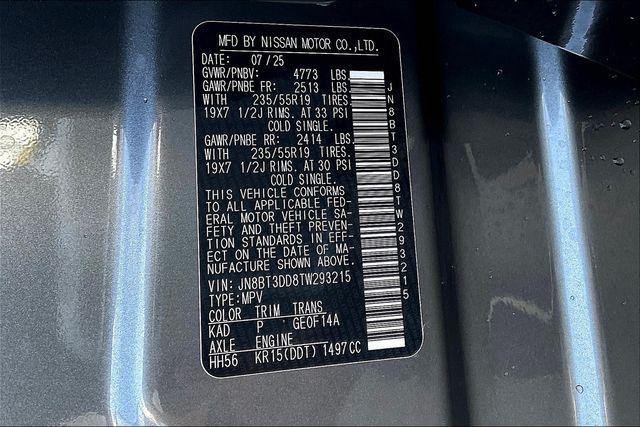 MFD BY NISSAN MOTOR CO.,LTD.
DATE: 07/25
GVWR/PNBV: 4773 LBS.
GAWR/PNBE FR: 2513 LBS.
WITH 235/55R19 TIRES.
19X7 1/2J RIMS. AT 33 PSI
COLD SINGLE.
GAWR/PNBE RR: 2414 LBS.
WITH 235/55R19 TIRES.
19X7 1/2J RIMS. AT 30 PSI
COLD SINGLE.
THIS VEHICLE CONFORMS
TO ALL APPLICABLE FED-
ERAL MOTOR VEHICLE SA-
FETY AND THEFT PREVEN-
TION STANDARDS IN EFF-
ECT ON THE DATE OF MA-
NUFACTURE SHOWN ABOVE.
VIN: JN8BT3DD8TW293215
TYPE:MPV
COLOR TRIM TRANS
KAD P GE0F14A
AXLE ENGINE
HH56 KR15(DDT) 1497CC
JN8BT3DD8TW293215